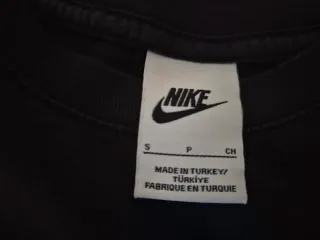 NIKE
S P CH
MADE IN TURKEY/
TÜRKİYE
FABRIQUE EN TURQUIE